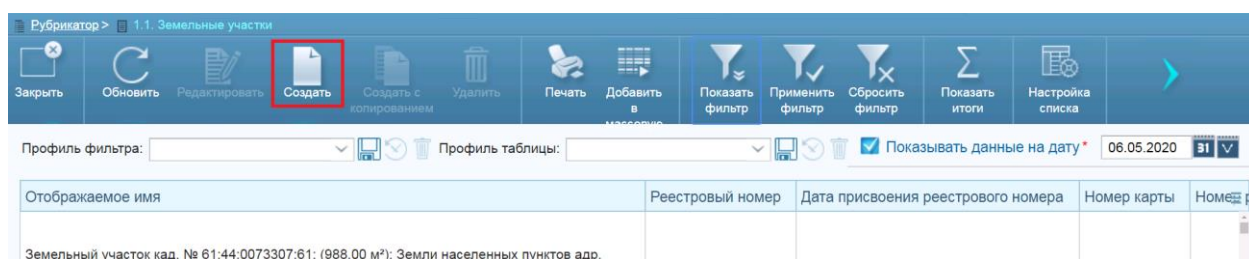 Рубрикатор > 1.1. Земельные участки
Закрыть Обновить Редактировать Создать Создать с копированием Удалить Печать Добавить в массовую Показать фильтр Применить фильтр Сбросить фильтр Показать итоги Настройка списка
Профиль фильтра: Профиль таблицы: Показывать данные на дату* 06.05.2020 31
Отображаемое имя Реестровый номер Дата присвоения реестрового номера Номер карты
Земельный участок кад. № 61:44:0073307:61; (988,00 м²); Земли населенных пунктов адр.